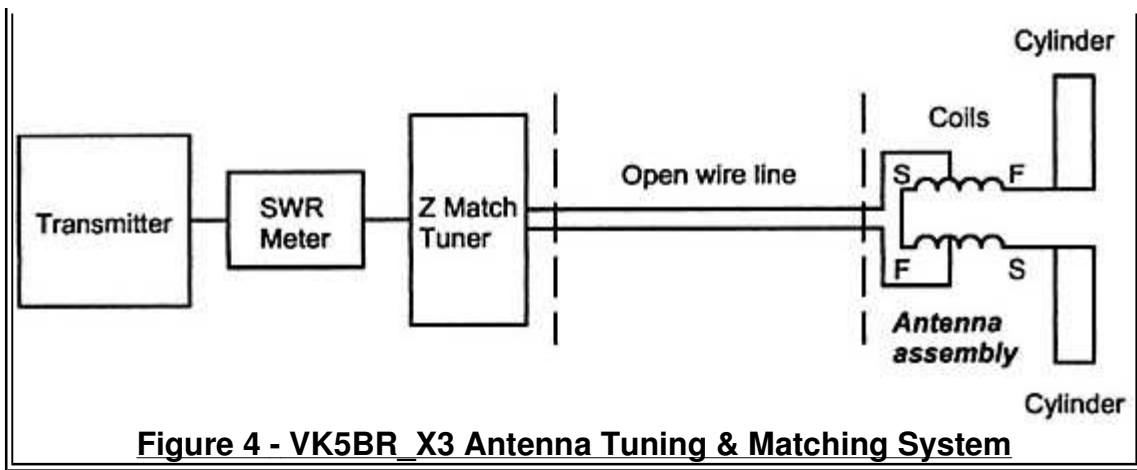 Cylinder
Coils
Open wire line
S
F
Transmitter
SWR
Meter
Z Match
Tuner
F
S
Antenna
assembly
Cylinder
Figure 4 - VK5BR_X3 Antenna Tuning & Matching System